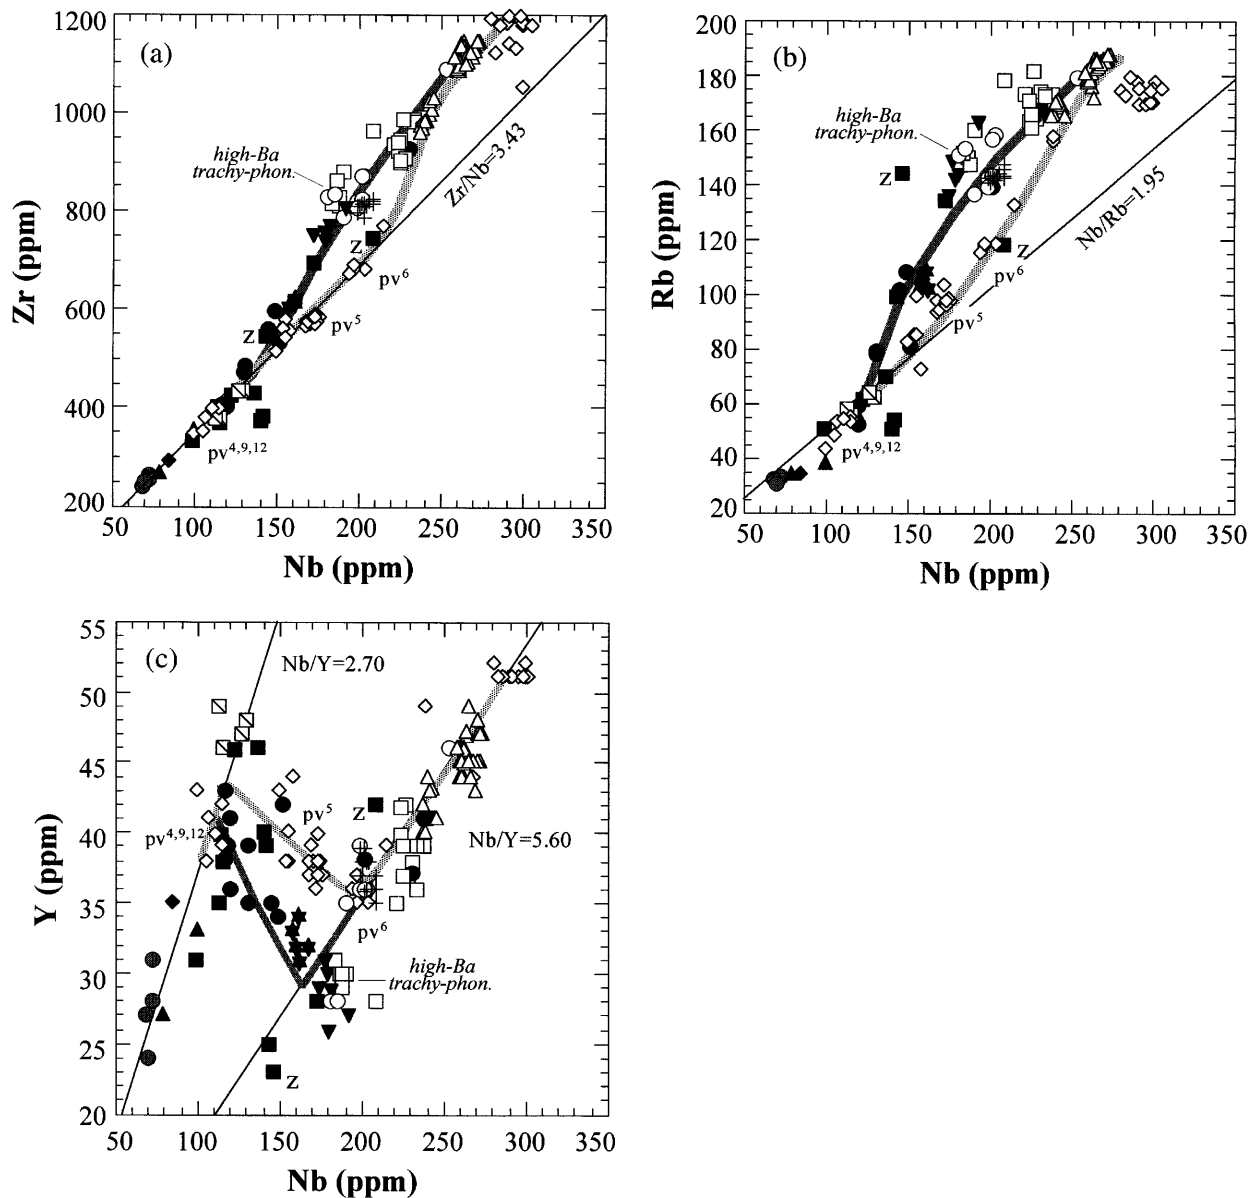 (a)
1200
1000
800
600
400
200
Zr (ppm)
high-Ba
trachy-phon.
Zr/Nb=3.43
z
pv6
z
pv5
pv4,9,12
50 100 150 200 250 300 350
Nb (ppm)
(b)
200
180
160
140
120
100
80
60
40
20
Rb (ppm)
high-Ba
trachy-phon.
z
Nb/Rb=1.95
z
pv6
pv5
pv4,9,12
50 100 150 200 250 300 350
Nb (ppm)
(c)
55
50
45
40
35
30
25
20
Y (ppm)
Nb/Y=2.70
pv5
z
pv4,9,12
Nb/Y=5.60
pv6
high-Ba
trachy-phon.
z
50 100 150 200 250 300 350
Nb (ppm)